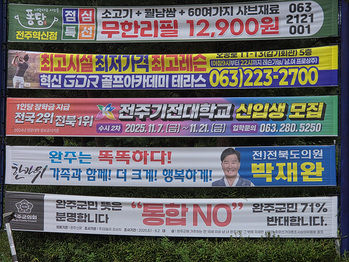 점심 특선
소고기 + 월남쌈 + 60여가지 샤브재료
무한리필 12,900원
063
2121
001
전주혁신점
최고시설 최저가격 최고레슨
혁신 GDR 골프아카데미 테라스 063)223-2700
1인당 장학금 지급
전국 2위 전북 1위
전주기전대학교 신입생 모집
수시 2차 2025.11.7.(금) ~ 11.21.(금) 입학문의 063.280.5250
완주는 똑똑하다!
가족과 함께! 더 크게! 행복하게!
전)전북도의원
박재완
완주군의회
완주군민 뜻은
분명합니다
"통합 NO"
완주군민 71%
반대합니다.